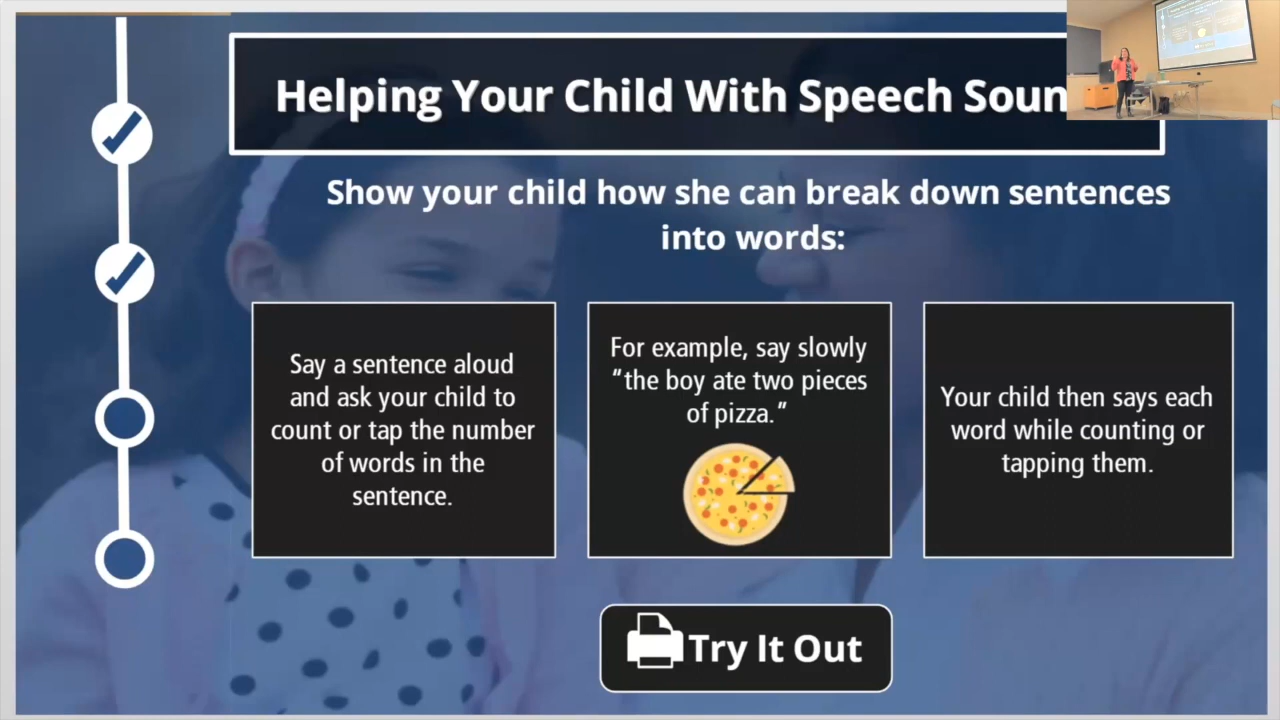 Helping Your Child With Speech
Show your child how she can break down sentences
into words:
Say a sentence aloud
and ask your child to
count or tap the number
of words in the
sentence.
For example, say slowly
"the boy ate two pieces
of pizza."
Your child then says each
word while counting or
tapping them.
Try It Out